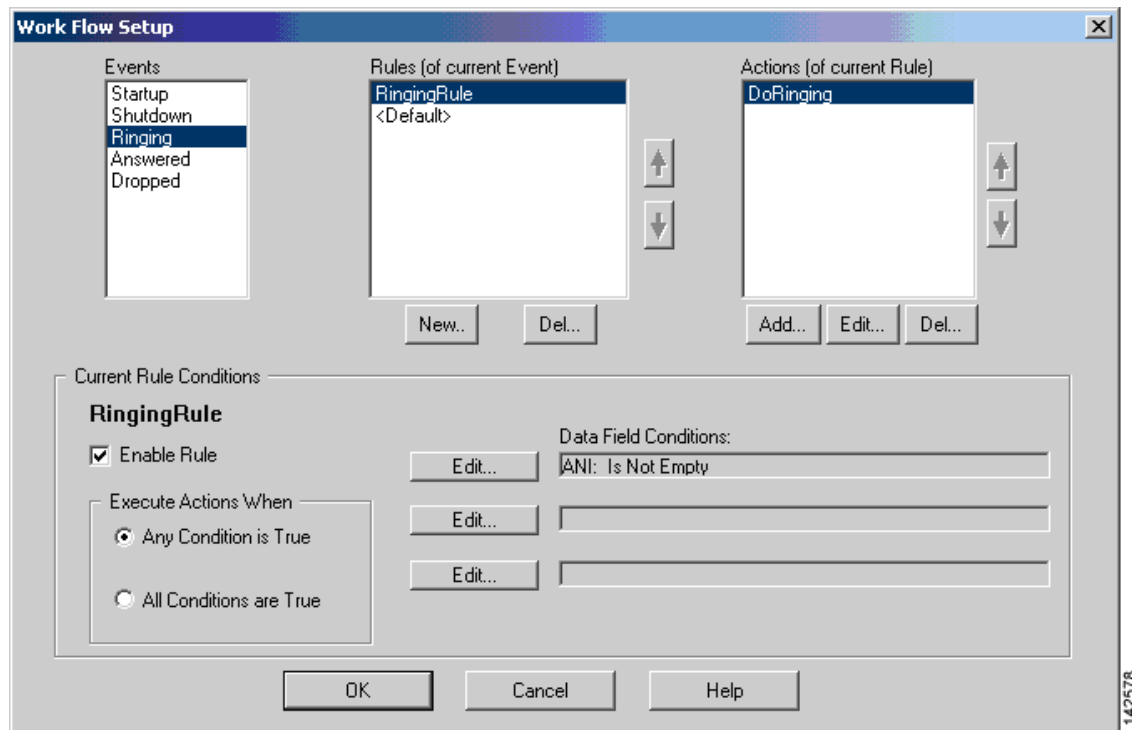 Work Flow Setup
Events
Startup
Shutdown
Ringing
Answered
Dropped
Rules (of current Event)
RingingRule
<Default>
New..
Del...
Actions (of current Rule)
DoRinging
Add...
Edit...
Del...
Current Rule Conditions
RingingRule
Enable Rule
Execute Actions When
Any Condition is True
All Conditions are True
Data Field Conditions:
Edit...
ANI: Is Not Empty
Edit...
Edit...
OK
Cancel
Help
142578